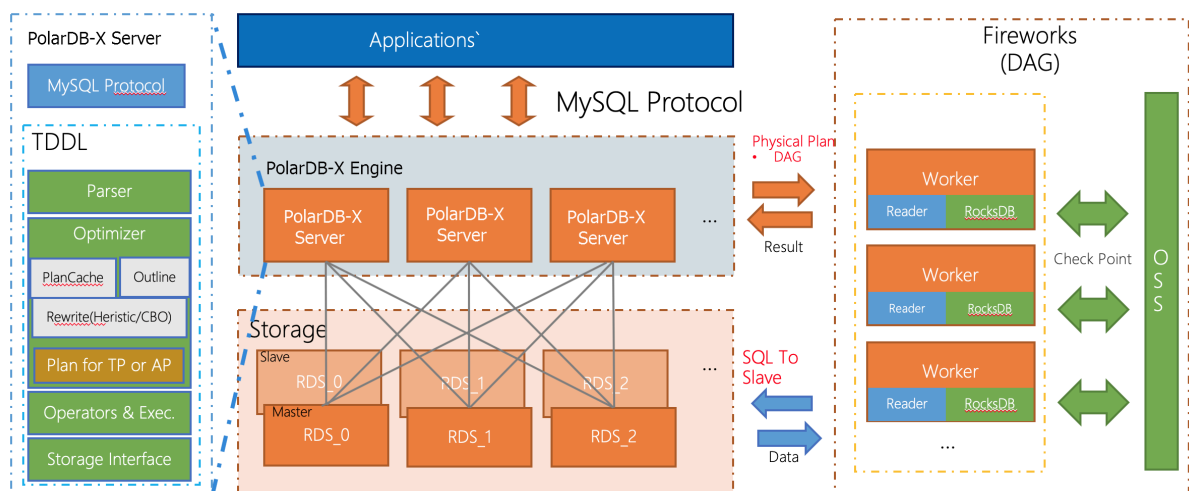 PolarDB-X Server
MySQL Protocol
TDDL
Parser
Optimizer
PlanCache
Outline
Rewrite(Heristic/CBO)
Plan for TP or AP
Operators & Exec.
Storage Interface
Applications`
MySQL Protocol
PolarDB-X Engine
PolarDB-X
Server
PolarDB-X
Server
PolarDB-X
Server
...
Storage
Slave
RDS_0
RDS_1
RDS_2
...
Master
RDS_0
RDS_1
RDS_2
Physical Plan
• DAG
Result
SQL To
Slave
Data
Fireworks
(DAG)
Worker
Reader
RocksDB
Worker
Reader
RocksDB
Worker
Reader
RocksDB
...
Check Point
O
S
S